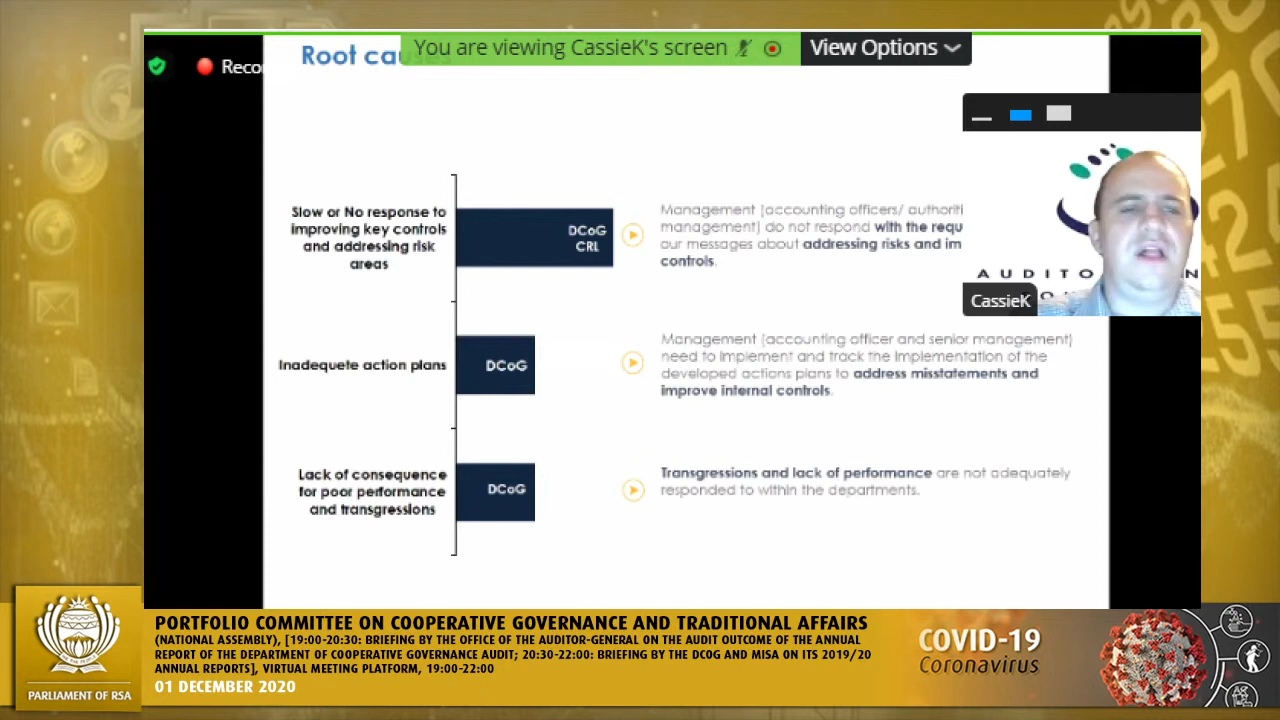 Root cau
You are viewing CassieK's screen
View Options
Reco
Slow or No response to
improving key controls
and addressing risk
areas
DCoG
CRL
Management (accounting officers/ authoriti
management) do not respond with the requ
our messages about addressing risks and im
controls.
AUDITO
N
CassieK
Inadequete action plans
DCoG
Management (accounting officer and senior management)
need to implement and track the implementation of the
developed actions plans to address misstatements and
improve internal controls.
Lack of consequence
for poor performance
and transgressions
DCoG
Transgressions and lack of performance are not adequately
responded to within the departments.
PARLIAMENT OF RSA
PORTFOLIO COMMITTEE ON COOPERATIVE GOVERNANCE AND TRADITIONAL AFFAIRS
(NATIONAL ASSEMBLY), [19:00-20:30: BRIEFING BY THE OFFICE OF THE AUDITOR-GENERAL ON THE AUDIT OUTCOME OF THE ANNUAL
REPORT OF THE DEPARTMENT OF COOPERATIVE GOVERNANCE AUDIT; 20:30-22:00: BRIEFING BY THE DCOG AND MISA ON ITS 2019/20
ANNUAL REPORTS], VIRTUAL MEETING PLATFORM, 19:00-22:00
01 DECEMBER 2020
COVID-19
Coronavirus